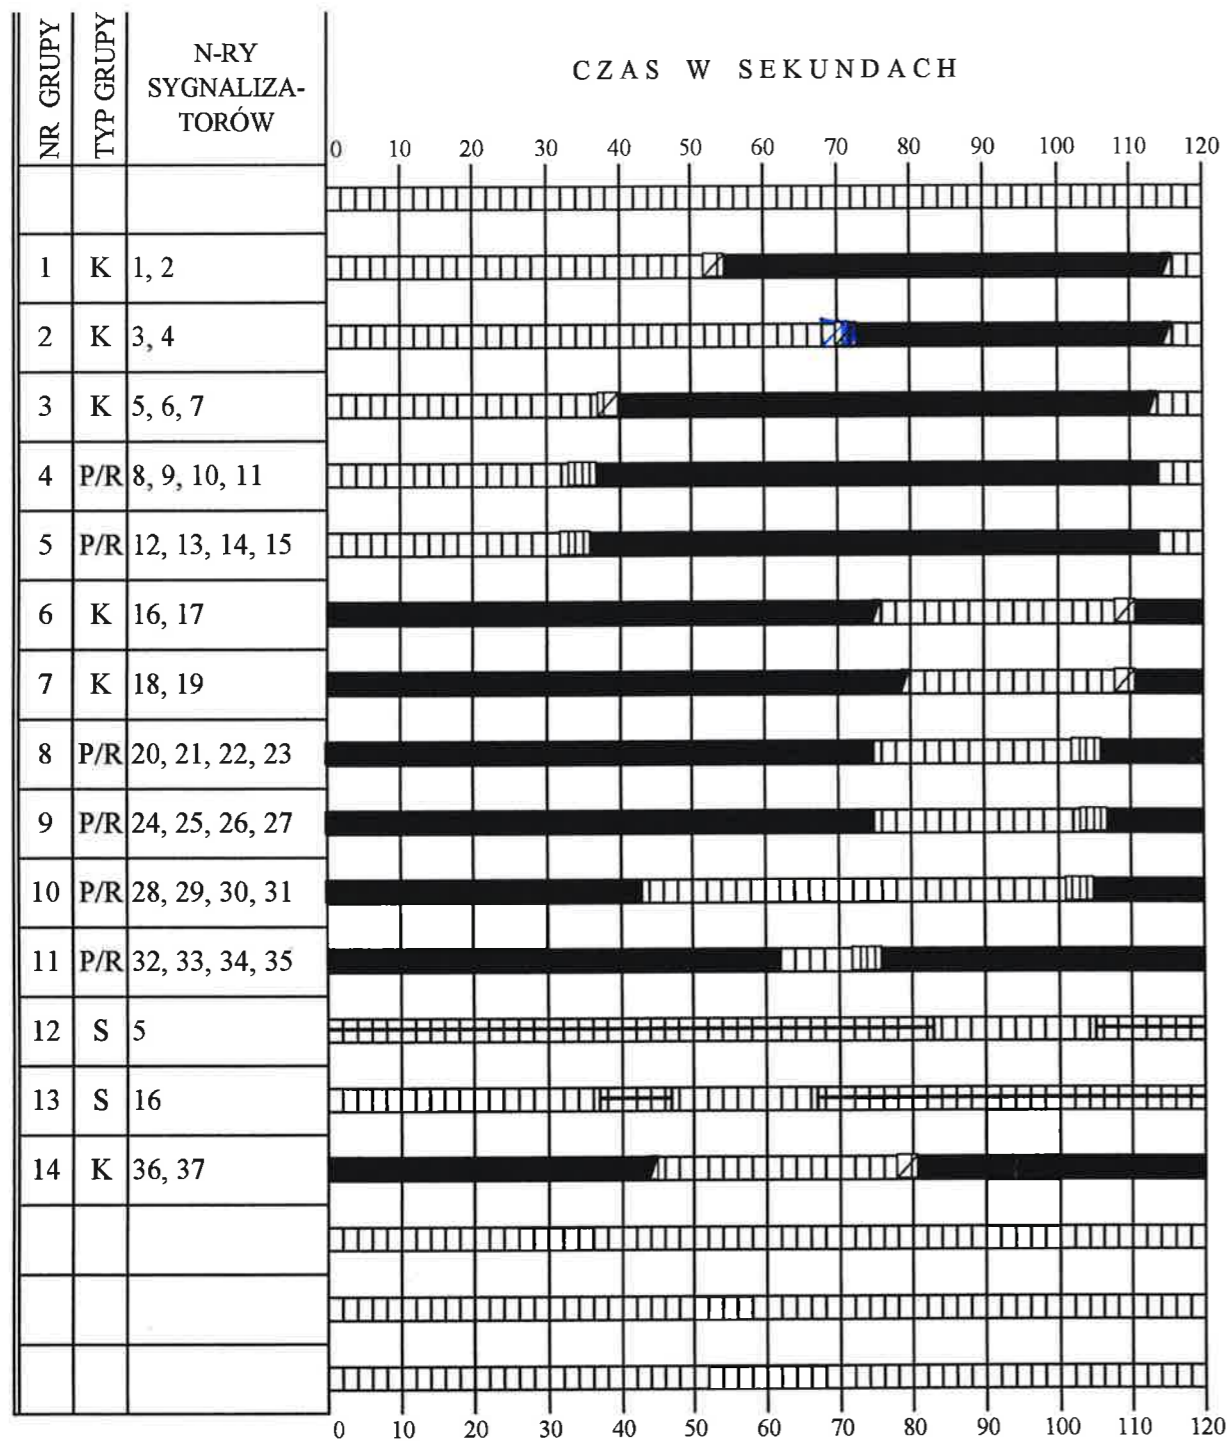 NR GRUPY
TYP GRUPY
N-RY
SYGNALIZA-
TORÓW
CZAS W SEKUNDACH
0 10 20 30 40 50 60 70 80 90 100 110 120
1 K 1, 2
2 K 3, 4
3 K 5, 6, 7
4 P/R 8, 9, 10, 11
5 P/R 12, 13, 14, 15
6 K 16, 17
7 K 18, 19
8 P/R 20, 21, 22, 23
9 P/R 24, 25, 26, 27
10 P/R 28, 29, 30, 31
11 P/R 32, 33, 34, 35
12 S 5
13 S 16
14 K 36, 37
0 10 20 30 40 50 60 70 80 90 100 110 120